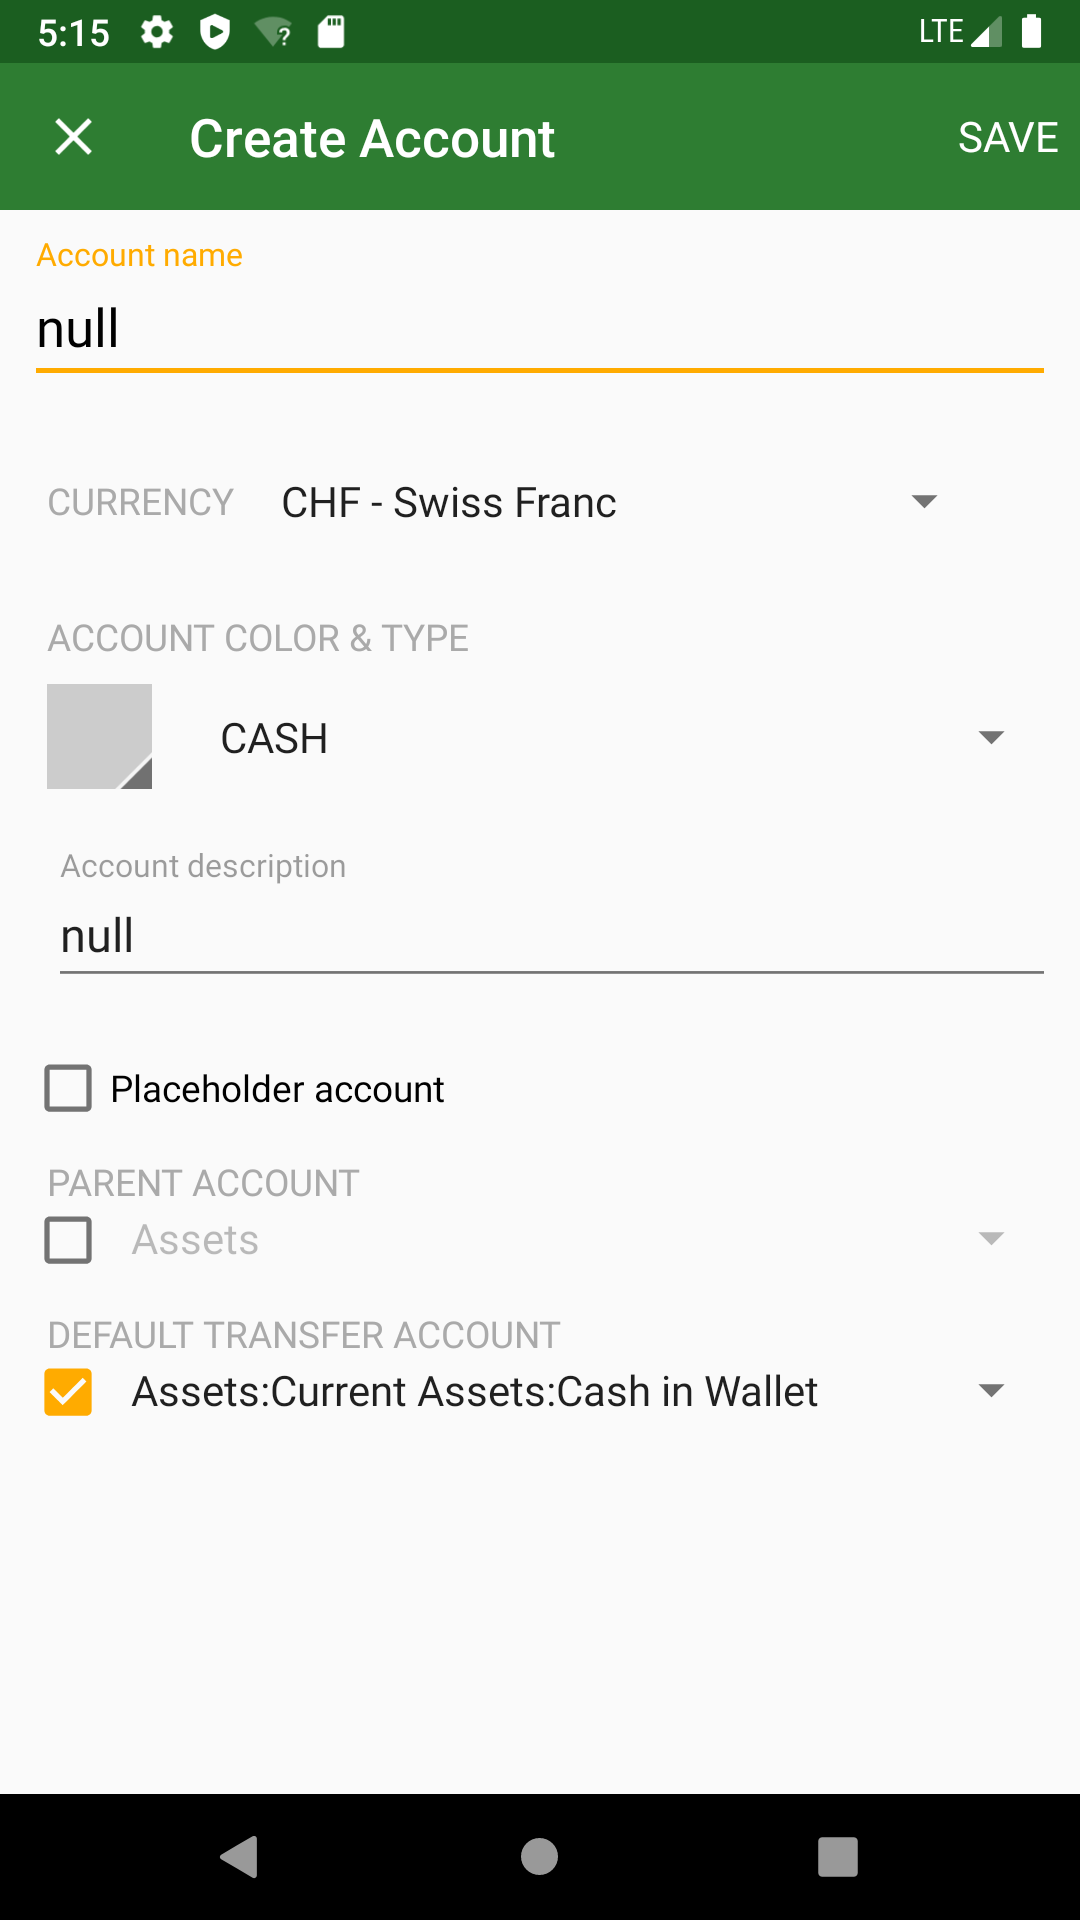 5:15 ? LTE
Create Account SAVE
Account name
null
CURRENCY CHF - Swiss Franc
ACCOUNT COLOR & TYPE
CASH
Account description
null
Placeholder account
PARENT ACCOUNT
Assets
DEFAULT TRANSFER ACCOUNT
Assets:Current Assets:Cash in Wallet